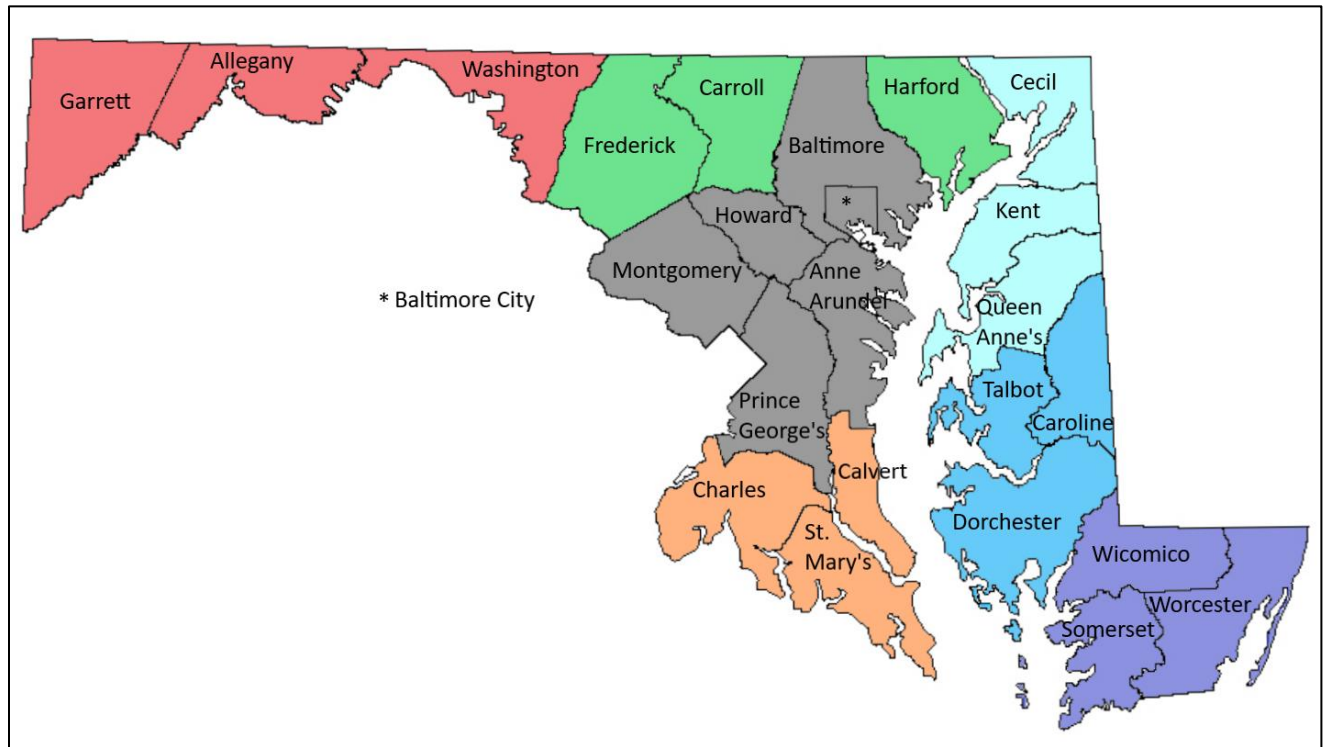 Garrett
Allegany
Washington
Frederick
Carroll
Baltimore
Harford
Cecil
*
Kent
Howard
Montgomery
Anne
Arundel
* Baltimore City
Queen
Anne's
Talbot
Caroline
Prince
George's
Calvert
Charles
St.
Mary's
Dorchester
Wicomico
Worcester
Somerset